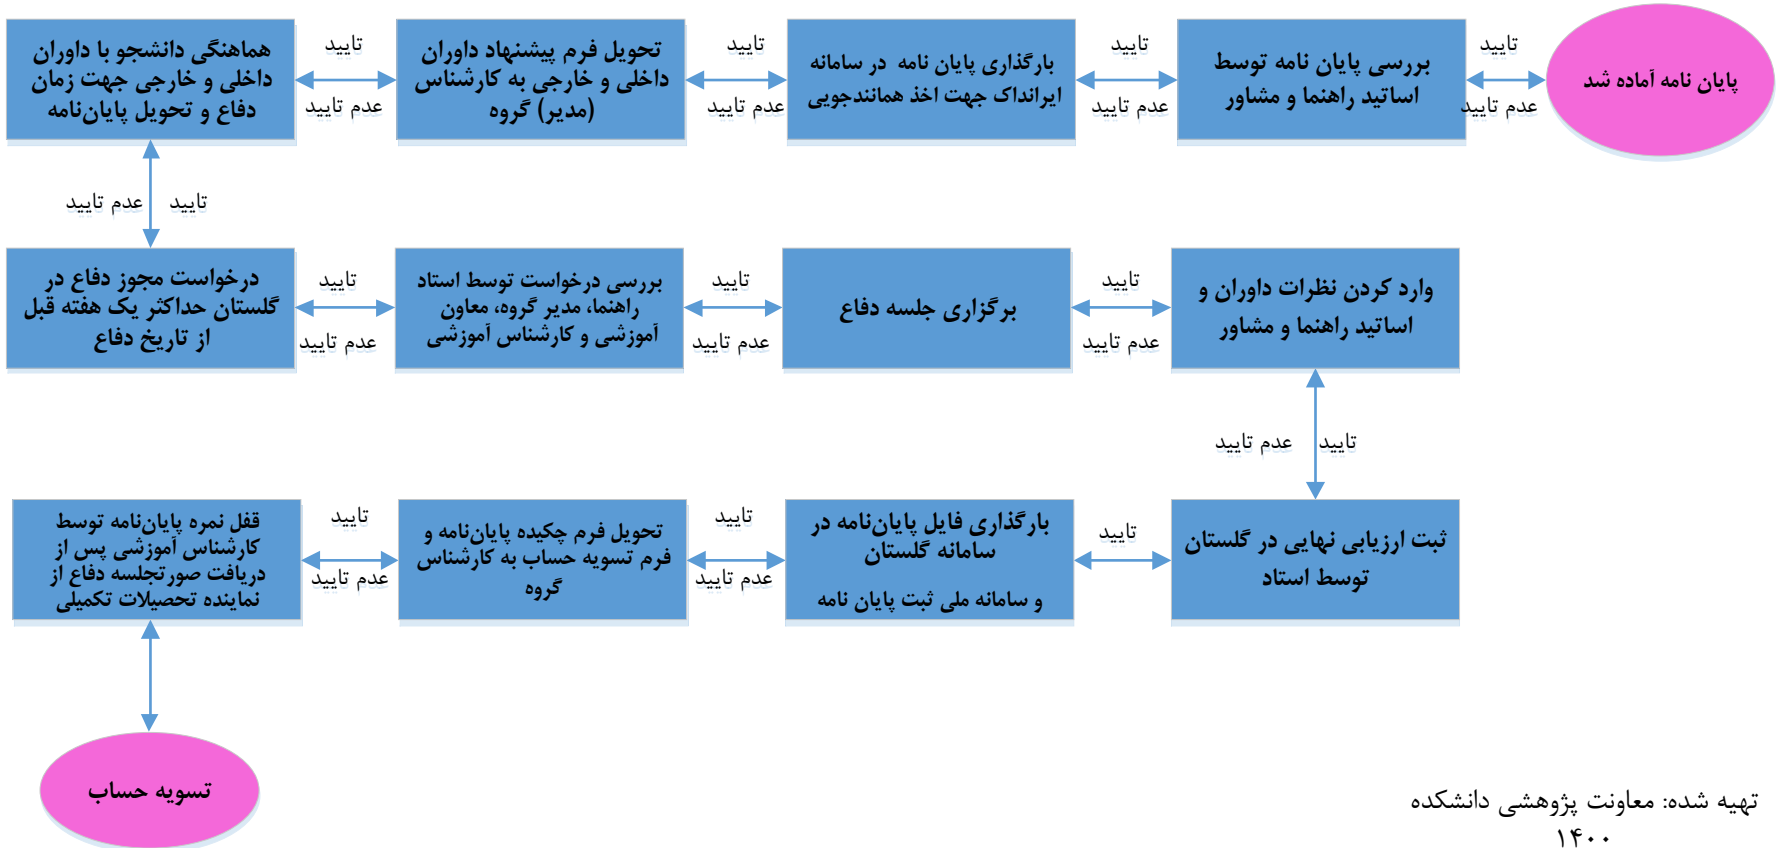 پایان نامه آماده شد
تایید
عدم تایید
بررسی پایان نامه توسط
اساتید راهنما و مشاور
تایید
عدم تایید
بارگذاری پایان نامه در سامانه
ایرانداک جهت اخذ همانندجویی
تایید
عدم تایید
تحویل فرم پیشنهاد داوران
داخلی و خارجی به کارشناس
(مدیر) گروه
تایید
عدم تایید
هماهنگی دانشجو با داوران
داخلی و خارجی جهت زمان
دفاع و تحویل پایان‌نامه
تایید
عدم تایید
درخواست مجوز دفاع در
گلستان حداکثر یک هفته قبل
از تاریخ دفاع
تایید
عدم تایید
بررسی درخواست توسط استاد
راهنما، مدیر گروه، معاون
آموزشی و کارشناس آموزشی
تایید
عدم تایید
برگزاری جلسه دفاع
تایید
عدم تایید
وارد کردن نظرات داوران و
اساتید راهنما و مشاور
تایید
عدم تایید
ثبت ارزیابی نهایی در گلستان
توسط استاد
تایید
بارگذاری فایل پایان‌نامه در
سامانه گلستان
و سامانه ملی ثبت پایان نامه
تایید
عدم تایید
تحویل فرم چکیده پایان‌نامه و
فرم تسویه حساب به کارشناس
گروه
تایید
عدم تایید
قفل نمره پایان‌نامه توسط
کارشناس آموزشی پس از
دریافت صورتجلسه دفاع از
نماینده تحصیلات تکمیلی
تسویه حساب
تهیه شده: معاونت پژوهشی دانشکده
۱۴۰۰